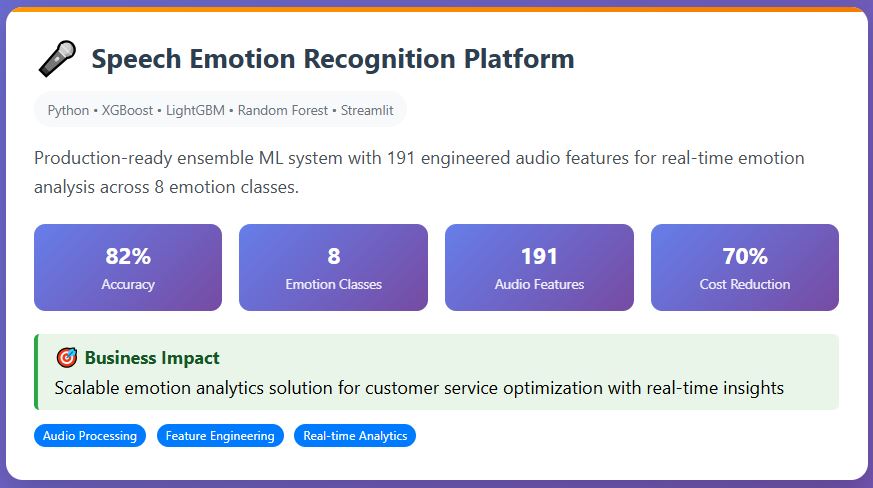 Speech Emotion Recognition Platform
Python • XGBoost • LightGBM • Random Forest • Streamlit
Production-ready ensemble ML system with 191 engineered audio features for real-time emotion
analysis across 8 emotion classes.
82%
Accuracy
8
Emotion Classes
191
Audio Features
70%
Cost Reduction
Business Impact
Scalable emotion analytics solution for customer service optimization with real-time insights
Audio Processing
Feature Engineering
Real-time Analytics